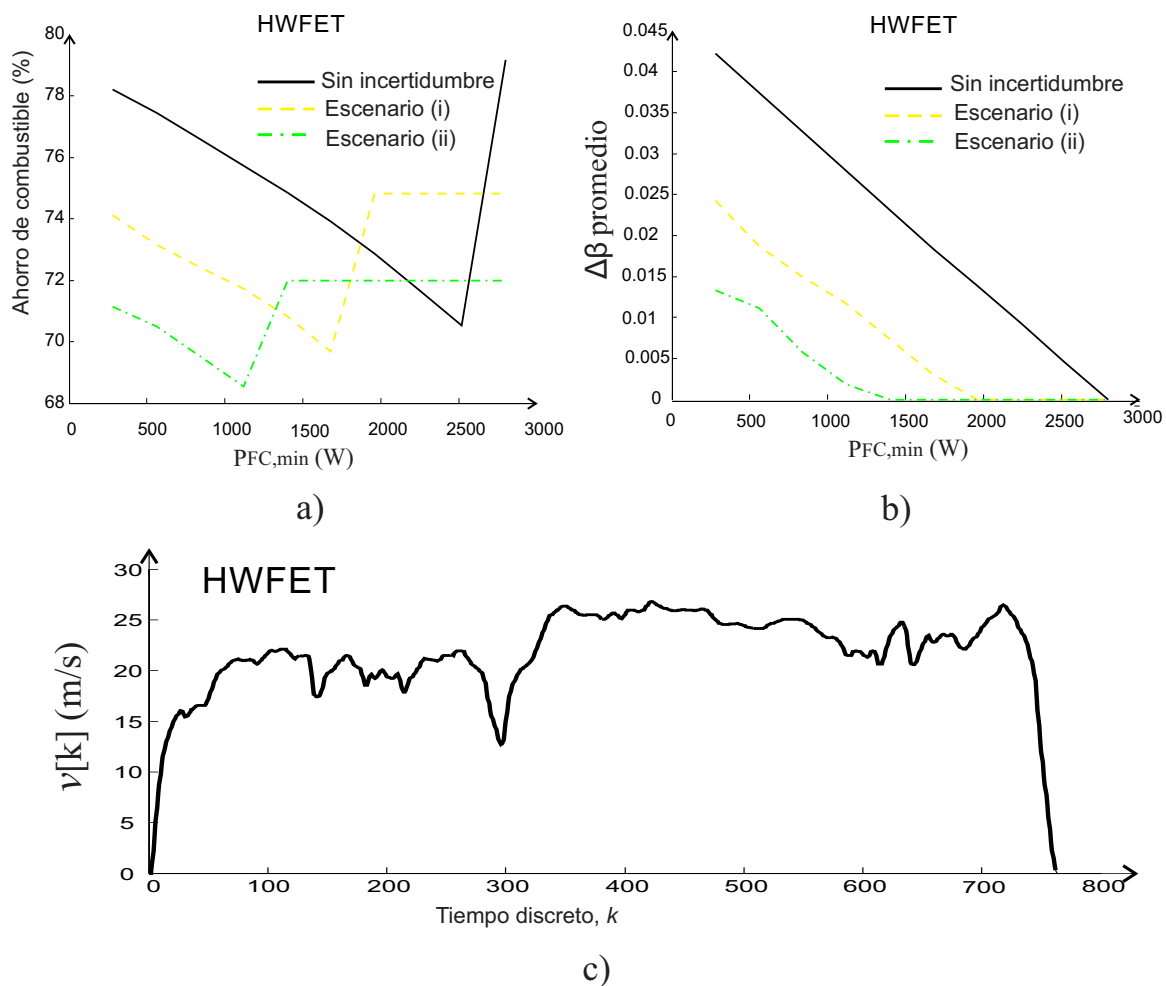 HWFET
80
78
76
74
72
70
68
Ahorro de combustible (%)
Sin incertidumbre
Escenario (i)
Escenario (ii)
0 500 1000 1500 2000 2500 3000
PFC,min (W)
a)
HWFET
0.045
0.04
0.035
0.03
0.025
0.02
0.015
0.01
0.005
0
Δβ promedio
Sin incertidumbre
Escenario (i)
Escenario (ii)
0 500 1000 1500 2000 2500 3000
PFC,min (W)
b)
HWFET
30
25
20
15
10
5
0
v[k] (m/s)
0 100 200 300 400 500 600 700 800
Tiempo discreto, k
c)